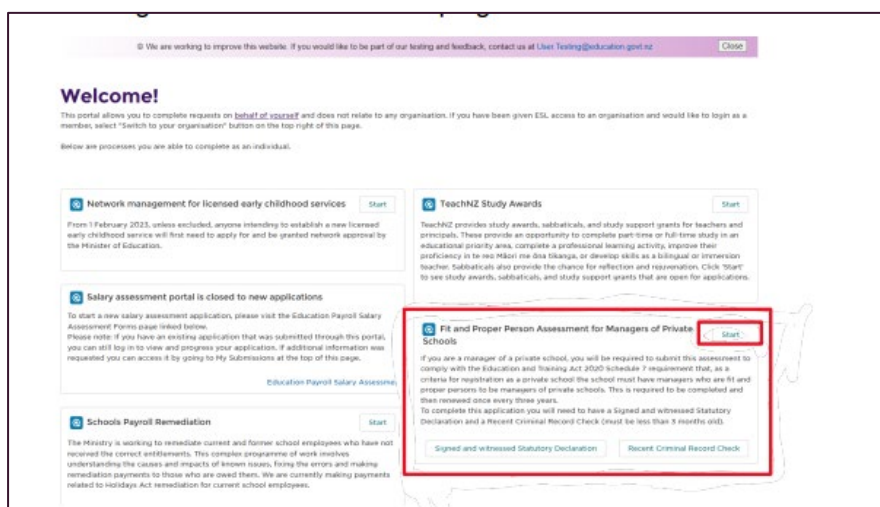 We are working to improve this website. If you would like to be part of our testing and feedback, contact us at User.Testing@education.govt.nz
Close
Welcome!
This portal allows you to complete requests on behalf of yourself and does not relate to any organisation. If you have been given ESL access to an organisation and would like to login as a
member, select "Switch to your organisation" button on the top right of this page.
Below are processes you are able to complete as an individual.
Network management for licensed early childhood services
Start
From 1 February 2023, unless excluded, anyone intending to establish a new licensed
early childhood service will first need to apply for and be granted network approval by
the Minister of Education.
Salary assessment portal is closed to new applications
To start a new salary assessment application, please visit the Education Payroll Salary
Assessment Forms page linked below.
Please note: If you have an existing application that was submitted through this portal,
you can still log in to view and progress your application. If additional information was
requested you can access it by going to My Submissions at the top of this page.
Education Payroll Salary Assessme
Schools Payroll Remediation
Start
The Ministry is working to remediate current and former school employees who have not
received the correct entitlements. This complex programme of work involves
understanding the causes and impacts of known issues, fixing the errors and making
remediation payments to those who are owed them. We are currently making payments
related to Holidays Act remediation for current school employees.
TeachNZ Study Awards
Start
TeachNZ provides study awards, sabbaticals, and study support grants for teachers and
principals. These provide an opportunity to complete part-time or full-time study in an
educational priority area, complete a professional learning activity, improve their
proficiency in te reo Māori me ōna tikanga, or develop skills as a bilingual or immersion
teacher. Sabbaticals also provide the chance for reflection and rejuvenation. Click 'Start'
to see study awards, sabbaticals, and study support grants that are open for applications.
Fit and Proper Person Assessment for Managers of Private
Schools
Start
If you are a manager of a private school, you will be required to submit this assessment to
comply with the Education and Training Act 2020 Schedule 7 requirement that, as a
criteria for registration as a private school the school must have managers who are fit and
proper persons to be managers of private schools. This is required to be completed and
then renewed once every three years.
To complete this application you will need to have a Signed and witnessed Statutory
Declaration and a Recent Criminal Record Check (must be less than 3 months old).
Signed and witnessed Statutory Declaration
Recent Criminal Record Check